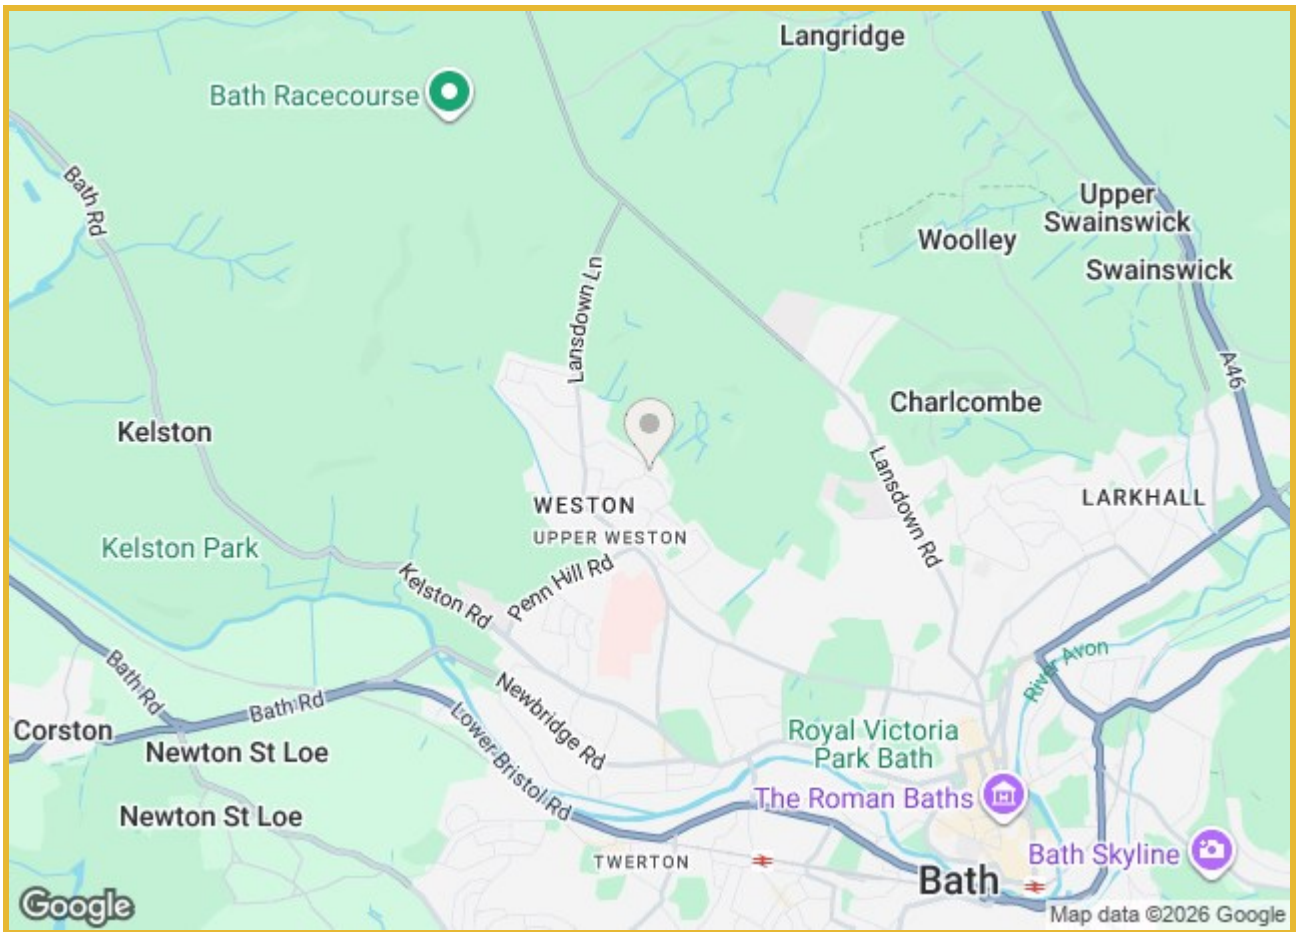 Langridge
Bath Racecourse
Bath Rd
Upper
Swainswick
Woolley
Swainswick
Lansdown Ln
A46
Charlcombe
Kelston
Lansdown Rd
LARKHALL
WESTON
UPPER WESTON
Kelston Park
Penn Hill Rd
Kelston Rd
River Avon
Bath Rd
Bath Rd
Newbridge Rd
Lower Bristol Rd
Corston
Newton St Loe
Royal Victoria
Park Bath
The Roman Baths
Newton St Loe
TWERTON
Bath Skyline
Bath
Google
Map data ©2026 Google